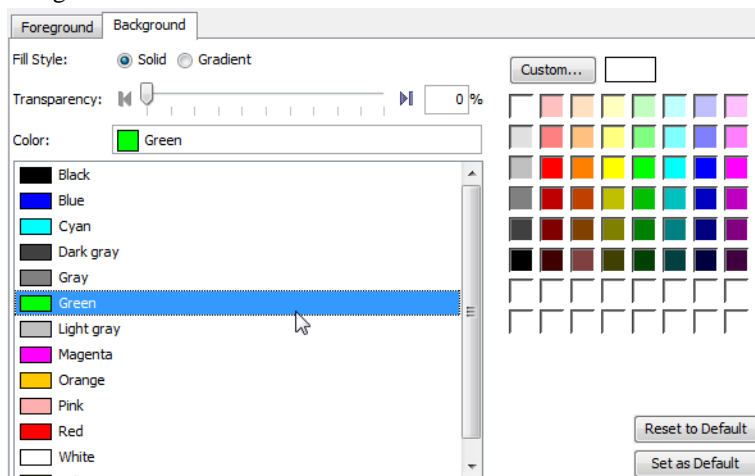 Foreground Background
Fill Style: Solid Gradient
Custom...
Transparency: 0 %
Color: Green
Black
Blue
Cyan
Dark gray
Gray
Green
Light gray
Magenta
Orange
Pink
Red
White
Reset to Default
Set as Default